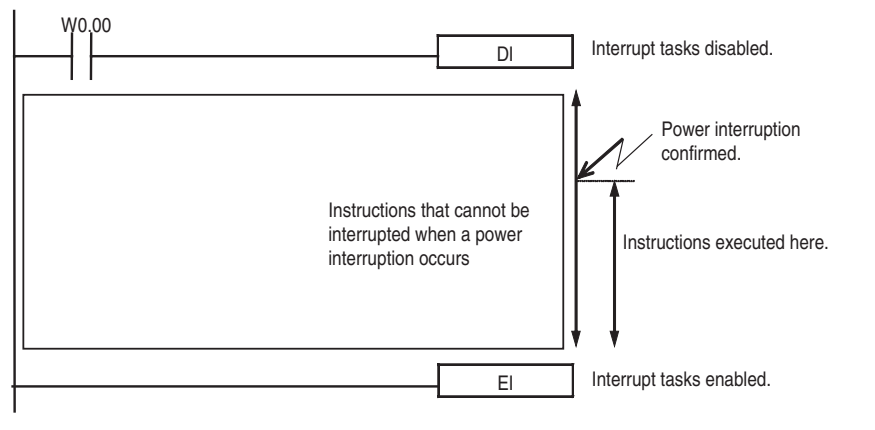 W0.00
DI
Interrupt tasks disabled.
Power interruption
confirmed.
Instructions that cannot be
interrupted when a power
interruption occurs
Instructions executed here.
EI
Interrupt tasks enabled.